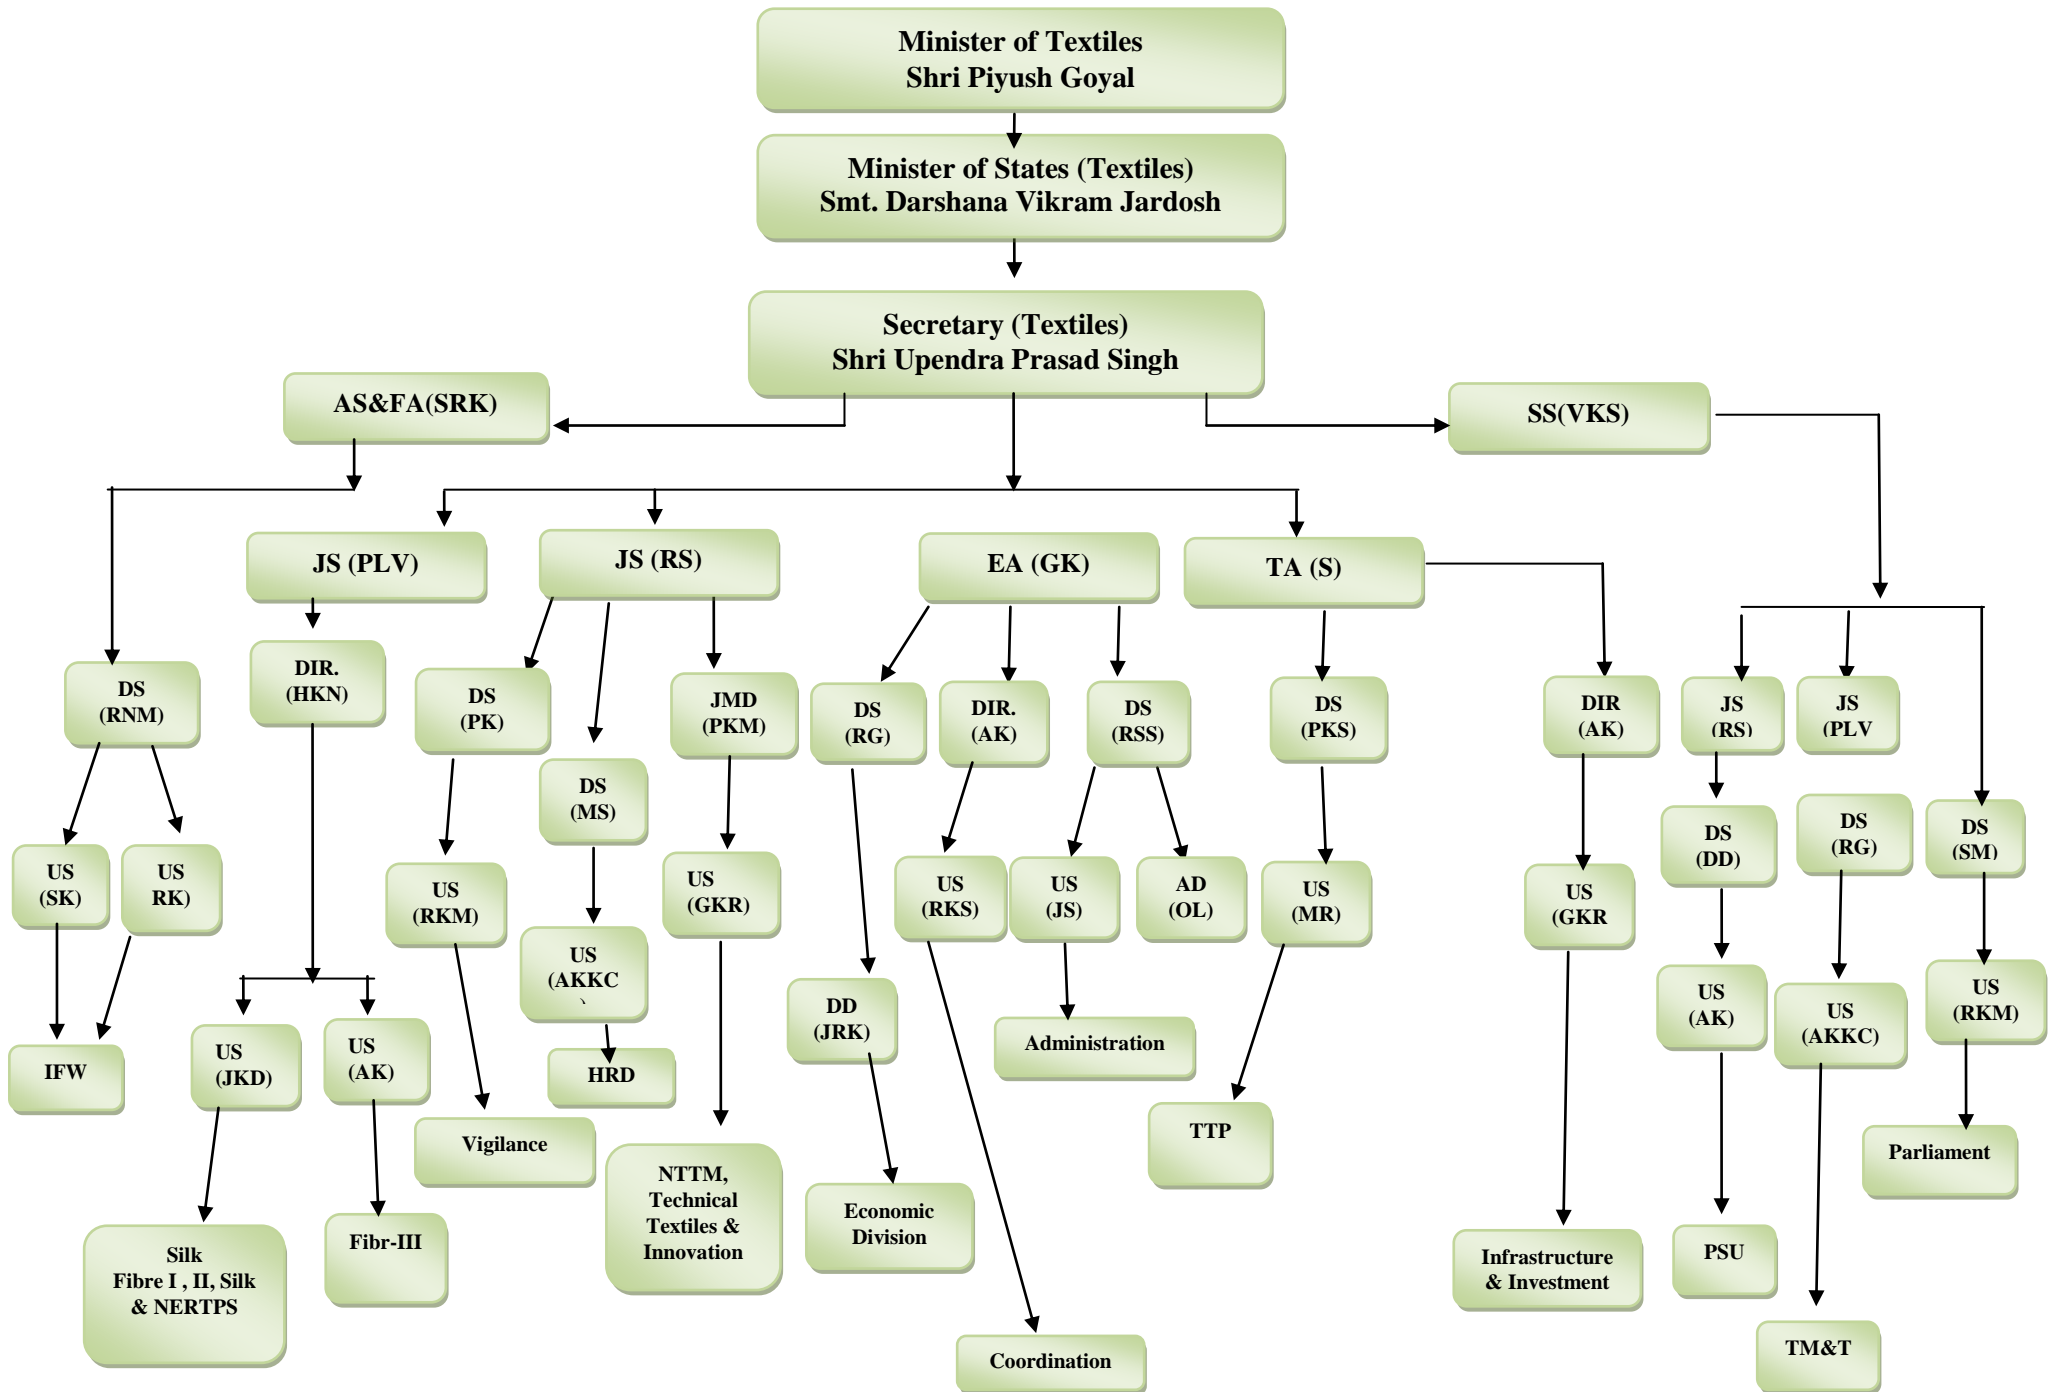 Minister of Textiles
Shri Piyush Goyal
Minister of States (Textiles)
Smt. Darshana Vikram Jardosh
Secretary (Textiles)
Shri Upendra Prasad Singh
AS&FA(SRK)
SS(VKS)
JS (PLV)
JS (RS)
EA (GK)
TA (S)
DS
(RNM)
DIR.
(HKN)
DS
(PK)
DS
(MS)
JMD
(PKM)
DS
(RG)
DIR.
(AK)
DS
(RSS)
DS
(PKS)
DIR
(AK)
JS
(RS)
JS
(PLV
DS
(DD)
DS
(RG)
DS
(SM)
US
(SK)
US
RK)
US
(RKM)
US
(AKKC
)
US
(GKR)
US
(RKS)
US
(JS)
AD
(OL)
US
(MR)
US
(GKR
US
(AK)
US
(AKKC)
US
(RKM)
IFW
US
(JKD)
US
(AK)
HRD
DD
(JRK)
Administration
Vigilance
TTP
Parliament
NTTM,
Technical
Textiles &
Innovation
Economic
Division
Silk
Fibre I , II, Silk
& NERTPS
Fibr-III
Infrastructure
& Investment
PSU
Coordination
TM&T